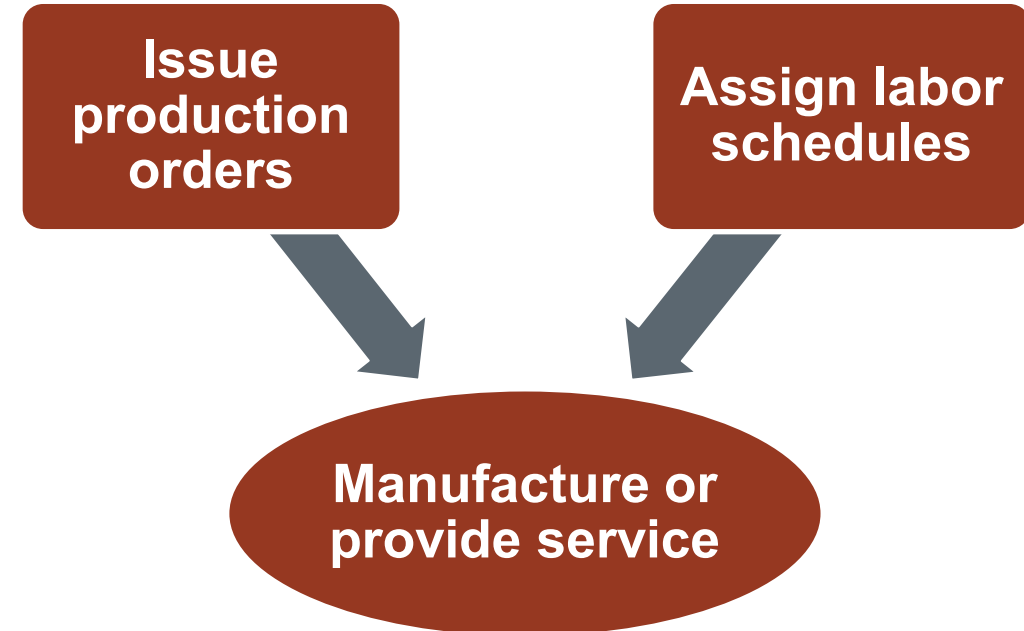 Issue
production
orders
Assign labor
schedules
Manufacture or
provide service